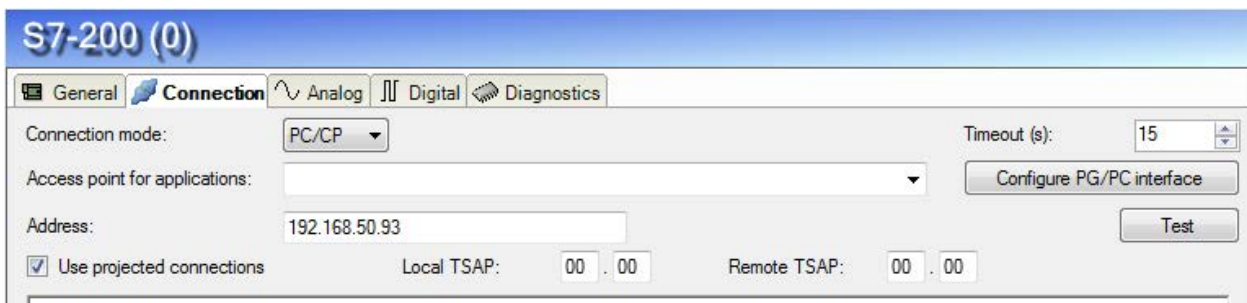 S7-200 (0)
General Connection Analog Digital Diagnostics
Connection mode: PC/CP Timeout (s): 15
Access point for applications: Configure PG/PC interface
Address: 192.168.50.93 Test
Use projected connections Local TSAP: 00 . 00 Remote TSAP: 00 . 00